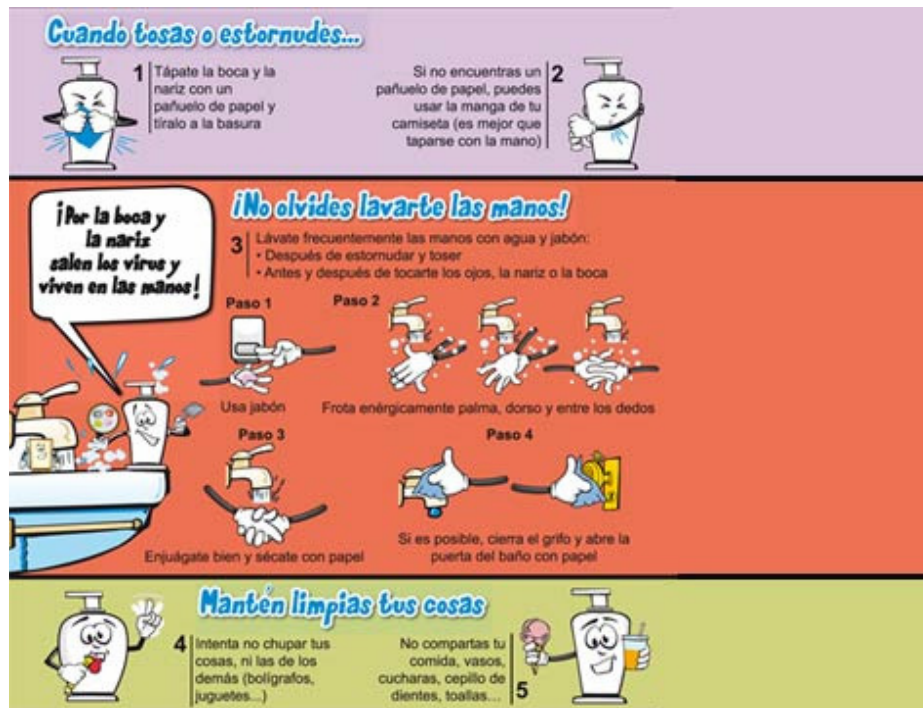 Cuando tosas o estornudes...
1
Tápate la boca y la
nariz con un
pañuelo de papel y
tíralo a la basura
Si no encuentras un
pañuelo de papel, puedes
usar la manga de tu
camiseta (es mejor que
taparse con la mano)
2
¡Por la boca y
la nariz
salen los virus y
viven en las manos!
¡No olvides lavarte las manos!
3
Lávate frecuentemente las manos con agua y jabón:
• Después de estornudar y toser
• Antes y después de tocarte los ojos, la nariz o la boca
Paso 1
Usa jabón
Paso 2
Frota enérgicamente palma, dorso y entre los dedos
Paso 3
Enjuágate bien y sécate con papel
Paso 4
Si es posible, cierra el grifo y abre la
puerta del baño con papel
Mantén limpias tus cosas
4
Intenta no chupar tus
cosas, ni las de los
demás (bolígrafos,
juguetes...)
No compartas tu
comida, vasos,
cucharas, cepillo de
dientes, toallas...
5